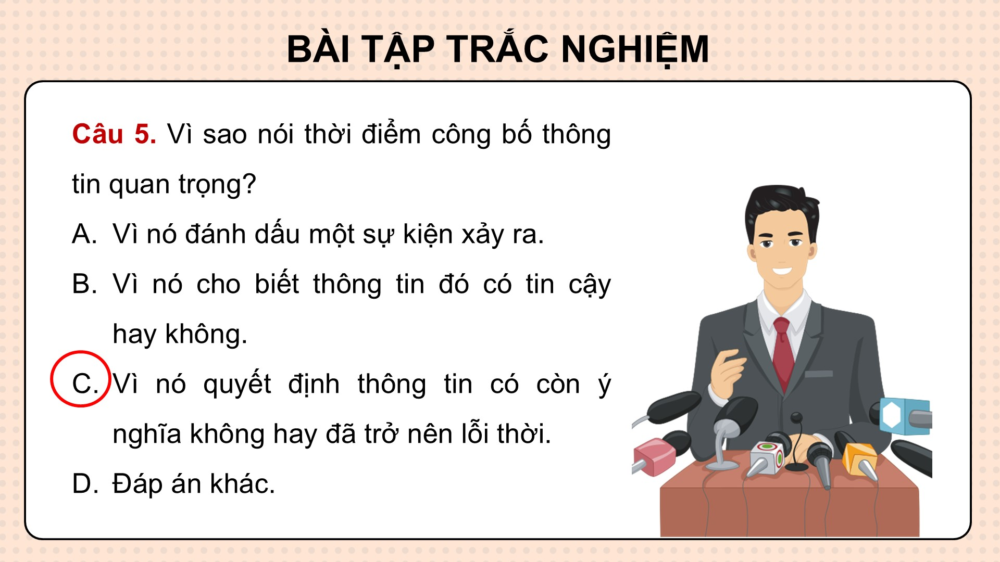 BÀI TẬP TRẮC NGHIỆM
Câu 5. Vì sao nói thời điểm công bố thông
tin quan trọng?
A. Vì nó đánh dấu một sự kiện xảy ra.
B. Vì nó cho biết thông tin đó có tin cậy
hay không.
C. Vì nó quyết định thông tin có còn ý
nghĩa không hay đã trở nên lỗi thời.
D. Đáp án khác.